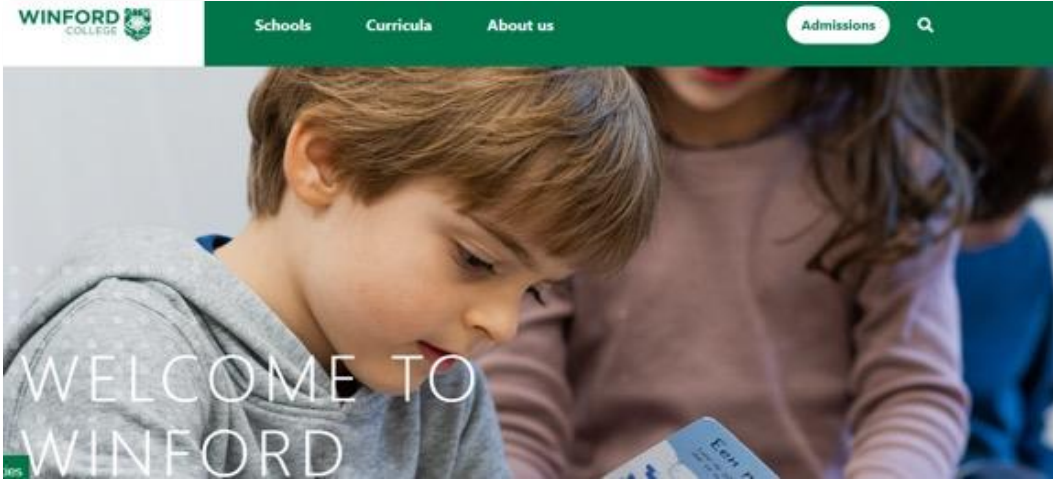 WINFORD
COLLEGE
Schools
Curricula
About us
Admissions
WELCOME TO
WINFORD
Een